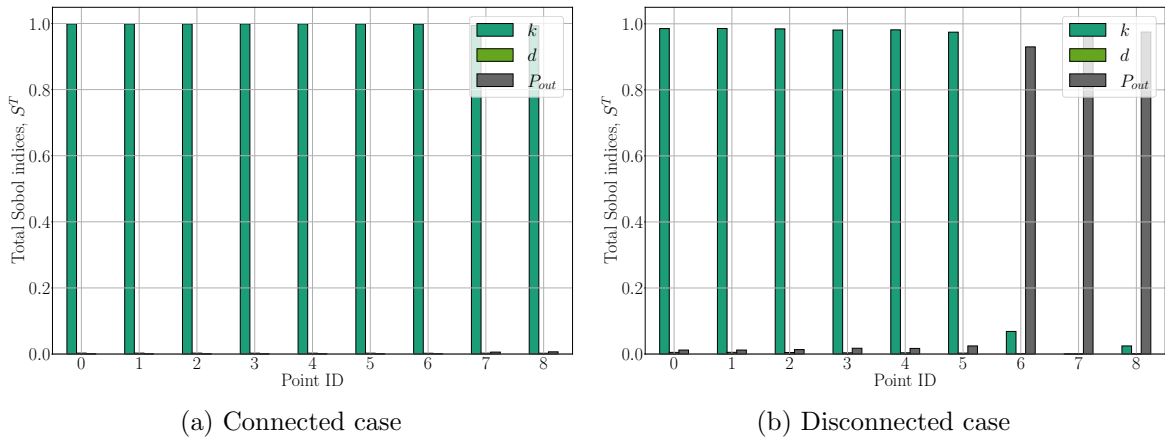 1.0
0.8
0.6
0.4
0.2
0.0
Total Sobol indices, S^T
k
d
P_out
0 1 2 3 4 5 6 7 8
Point ID
(a) Connected case
1.0
0.8
0.6
0.4
0.2
0.0
Total Sobol indices, S^T
k
d
P_out
0 1 2 3 4 5 6 7 8
Point ID
(b) Disconnected case